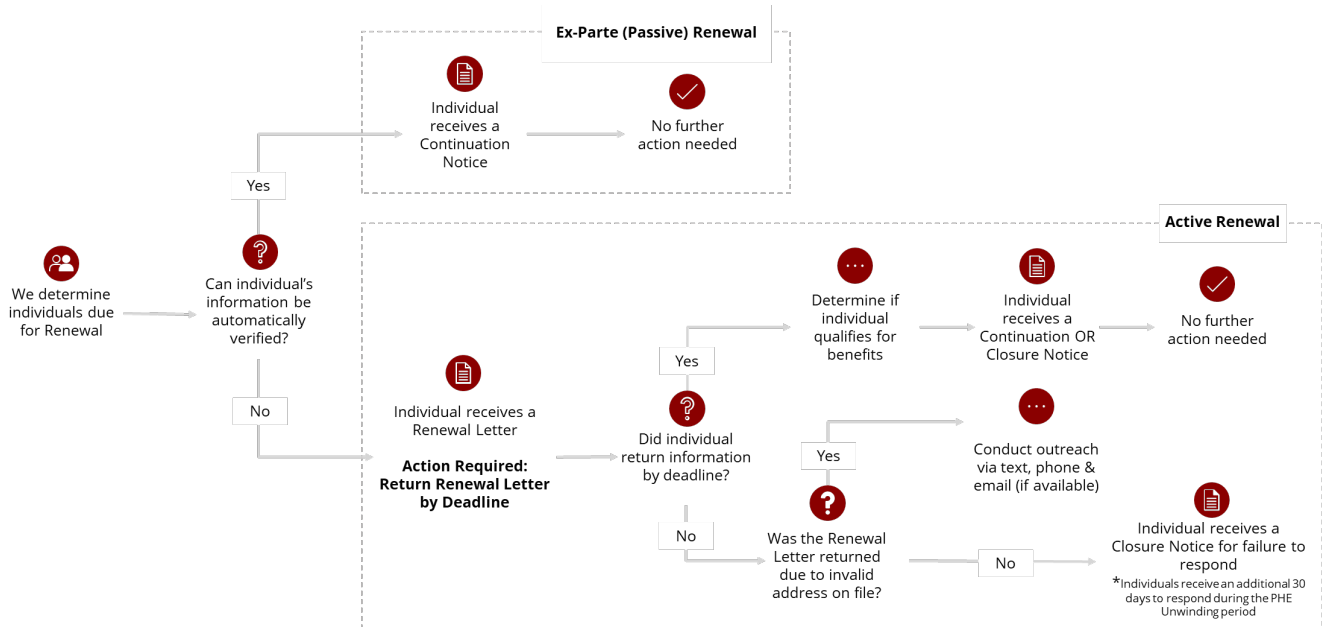 Ex-Parte (Passive) Renewal
Individual
receives a
Continuation
Notice
No further
action needed
Yes
We determine
individuals due
for Renewal
Can individual’s
information be
automatically
verified?
No
Active Renewal
Individual receives a
Renewal Letter
Action Required:
Return Renewal Letter
by Deadline
Did individual
return information
by deadline?
Yes
Determine if
individual
qualifies for
benefits
Individual
receives a
Continuation OR
Closure Notice
No further
action needed
No
Was the Renewal
Letter returned
due to invalid
address on file?
Yes
Conduct outreach
via text, phone &
email (if available)
No
Individual receives a
Closure Notice for failure to
respond
*Individuals receive an additional 30
days to respond during the PHE
Unwinding period